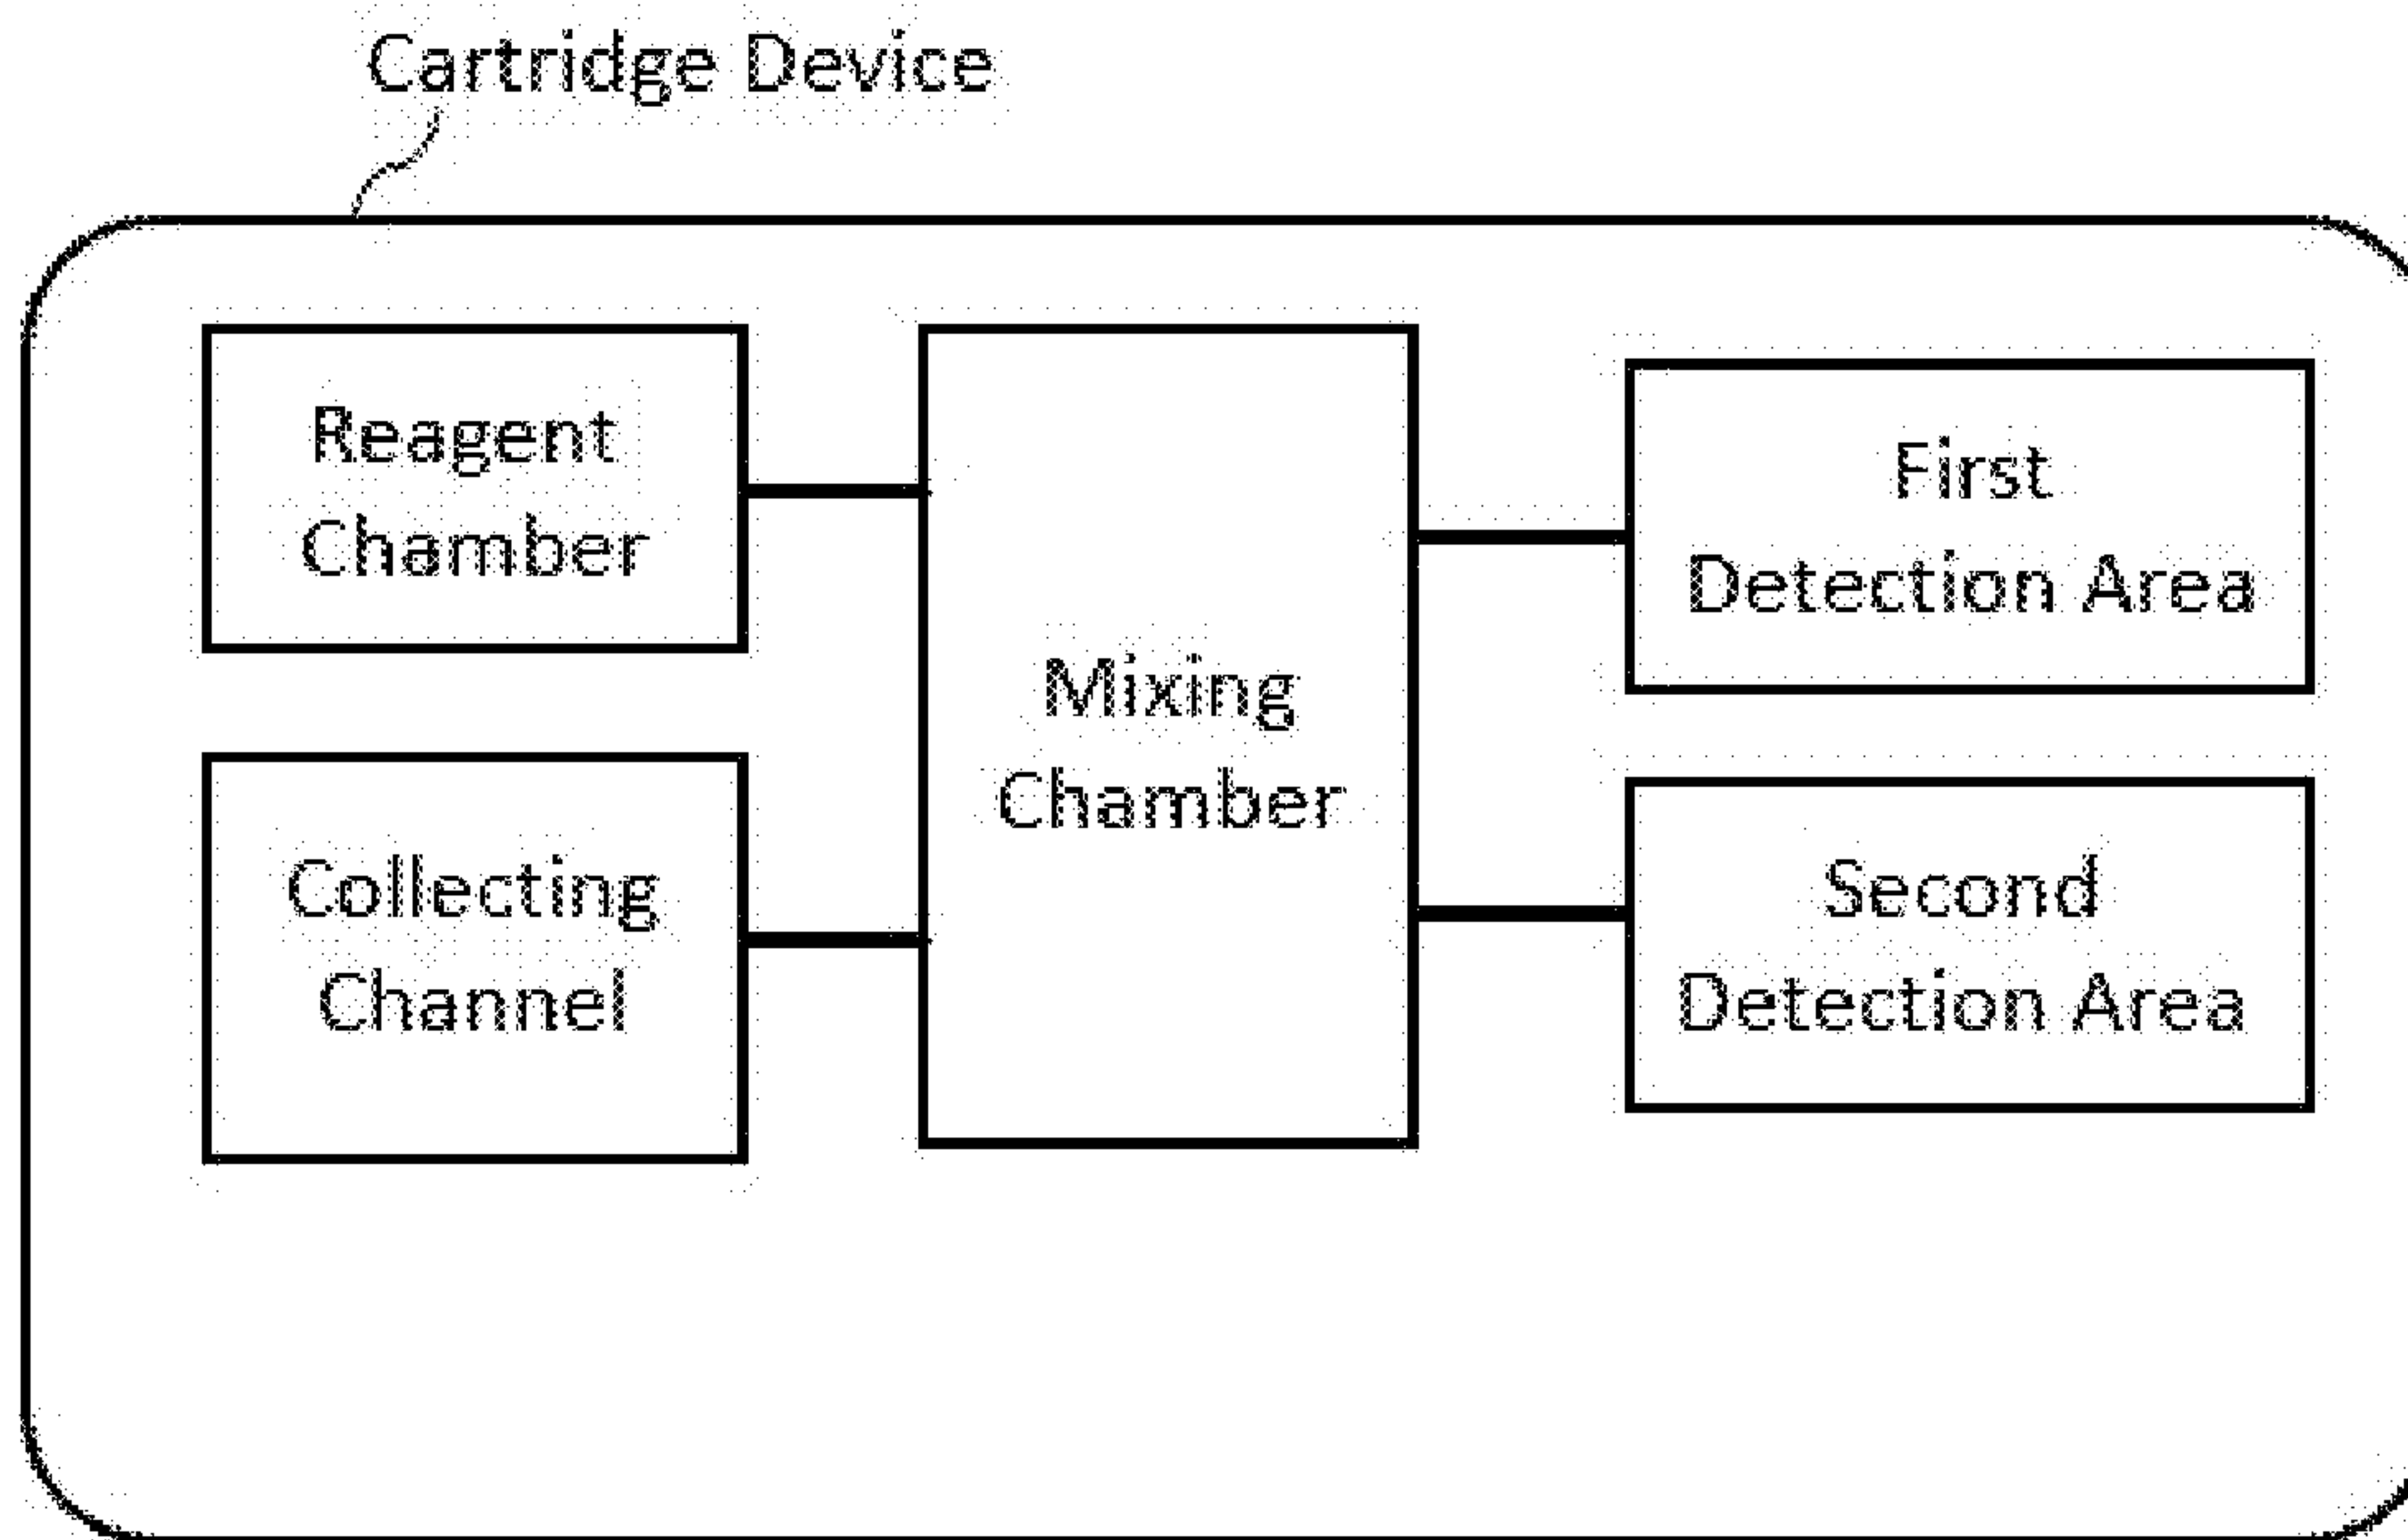 Cartridge Device
Reagent
Chamber
Collecting
Channel
Mixing
Chamber
First
Detection Area
Second
Detection Area